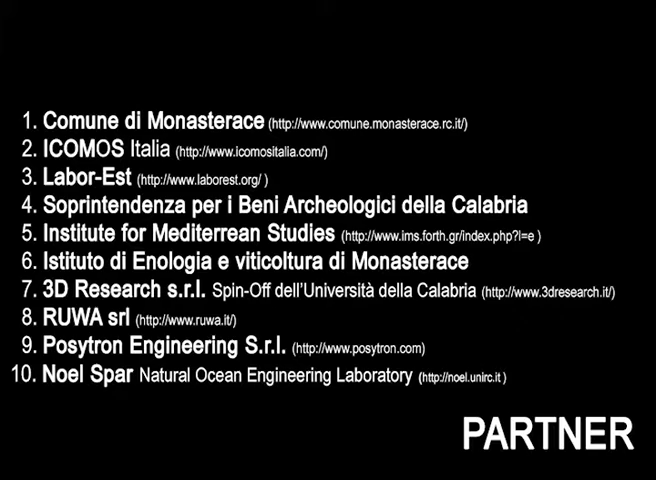 1. Comune di Monasterace (http://www.comune.monasterace.rc.it/)
2. ICOMOS Italia (http://www.icomositalia.com/)
3. Labor-Est (http://www.laborest.org/ )
4. Soprintendenza per i Beni Archeologici della Calabria
5. Institute for Mediterrean Studies (http://www.ims.forth.gr/index.php?l=e )
6. Istituto di Enologia e viticoltura di Monasterace
7. 3D Research s.r.l. Spin-Off dell'Università della Calabria (http://www.3dresearch.it/)
8. RUWA srl (http://www.ruwa.it/)
9. Posytron Engineering S.r.l. (http://www.posytron.com)
10. Noel Spar Natural Ocean Engineering Laboratory (http://noel.unirc.it )
PARTNER